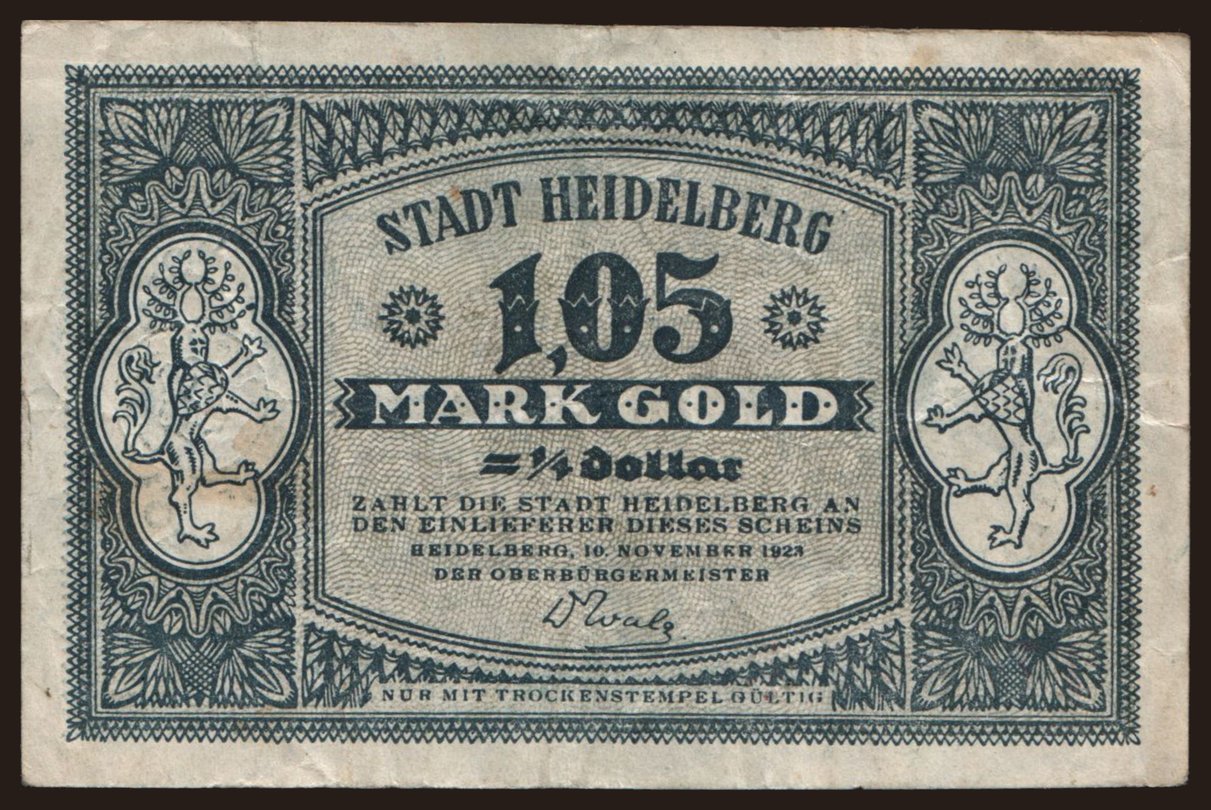 STADT HEIDELBERG
1,05
MARK GOLD
= 1/4 dollar
ZAHLT DIE STADT HEIDELBERG AN
DEN EINLIEFERER DIESES SCHEINS
HEIDELBERG, 10. NOVEMBER 1923
DER OBERBÜRGERMEISTER
NUR MIT TROCKENSTEMPEL GÜLTIG